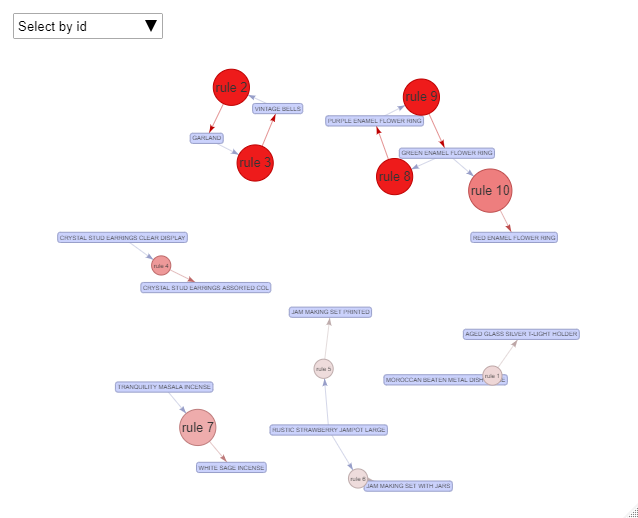 Select by id
rule 2
VINTAGE BELLS
GARLAND
rule 3
rule 9
PURPLE ENAMEL FLOWER RING
GREEN ENAMEL FLOWER RING
rule 8
rule 10
RED ENAMEL FLOWER RING
CRYSTAL STUD EARRINGS CLEAR DISPLAY
rule 4
CRYSTAL STUD EARRINGS ASSORTED COL
JAM MAKING SET PRINTED
AGED GLASS SILVER T-LIGHT HOLDER
rule 5
MOROCCAN BEATEN METAL DISH
rule 1
TRANQUILITY MASALA INCENSE
rule 7
RUSTIC STRAWBERRY JAMPOT LARGE
WHITE SAGE INCENSE
rule 6
JAM MAKING SET WITH JARS